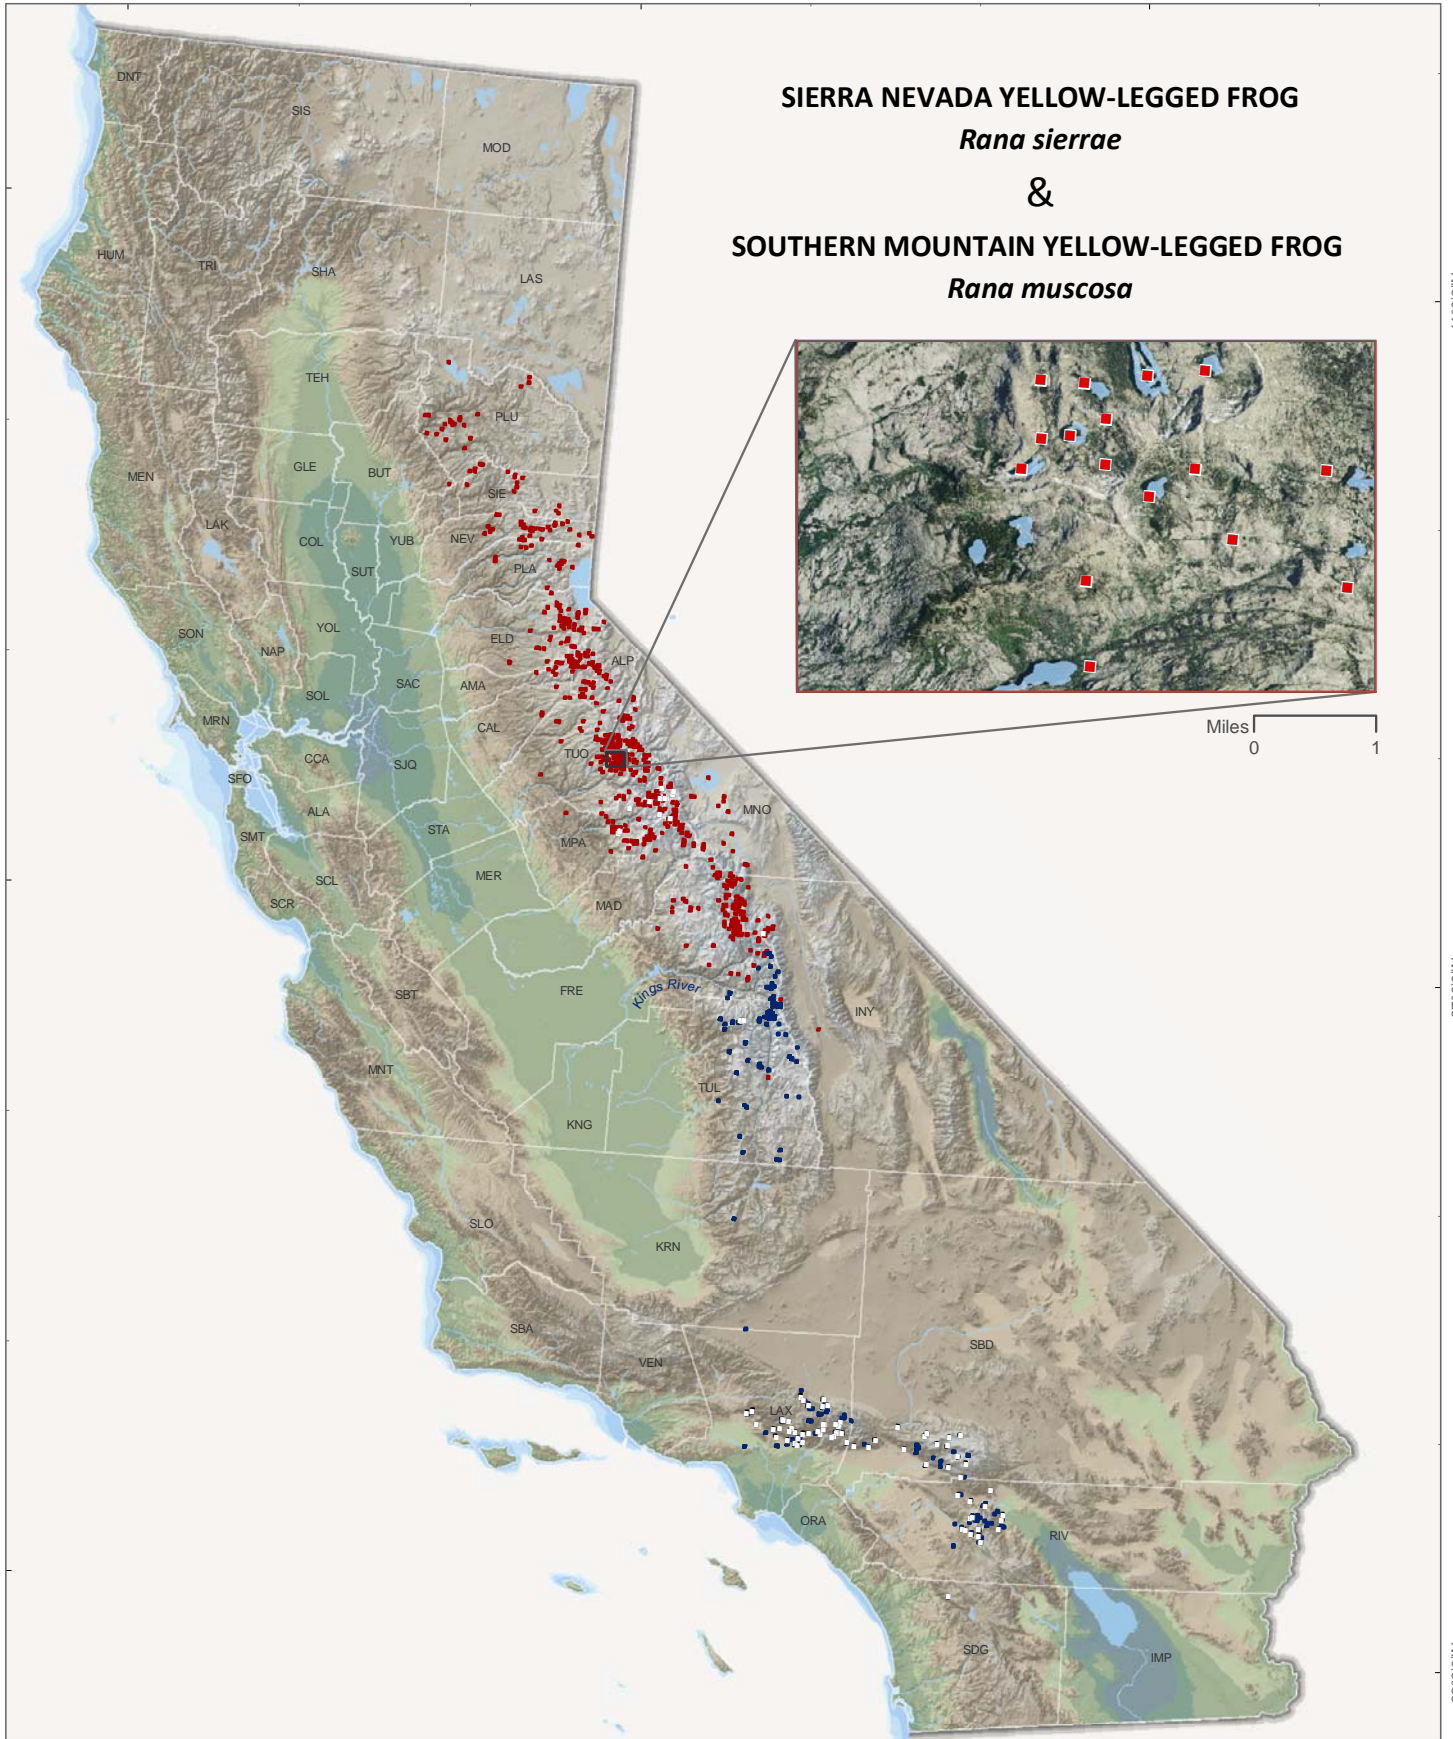 SIERRA NEVADA YELLOW-LEGGED FROG
Rana sierrae
&
SOUTHERN MOUNTAIN YELLOW-LEGGED FROG
Rana muscosa
Miles
0 1
DNT
SIS
MOD
HUM
TRI
SHA
LAS
TEH
PLU
MEN
GLE
BUT
SIE
LAK
COL
YUB
NEV
SUT
PLA
SON
YOL
NAP
ELD
ALP
SOL
SAC
AMA
MRN
CAL
CCA
SJQ
TUO
SFO
ALA
MNO
SMT
STA
MPA
SCL
MER
SCR
MAD
SBT
FRE
Kings River
INY
MNT
TUL
KNG
SLO
KRN
SBA
VEN
SBD
LAX
ORA
RIV
SDG
IMP